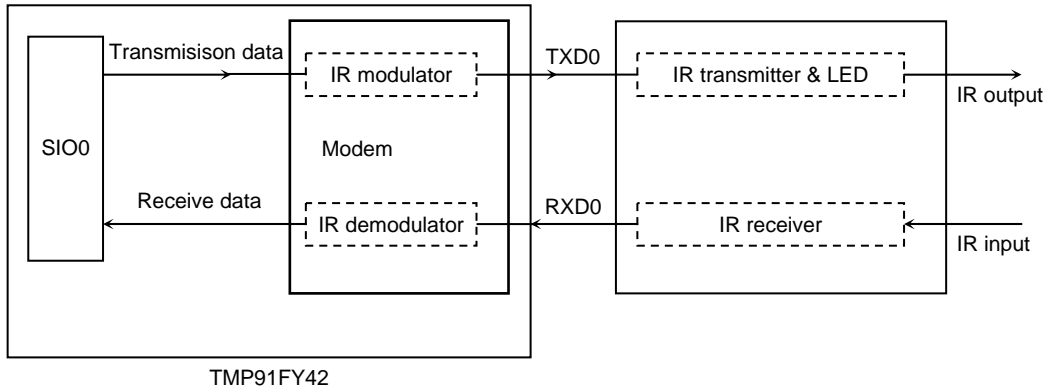 Transmisison data
IR modulator
TXD0
IR transmitter & LED
IR output
SIO0
Modem
Receive data
IR demodulator
RXD0
IR receiver
IR input
TMP91FY42